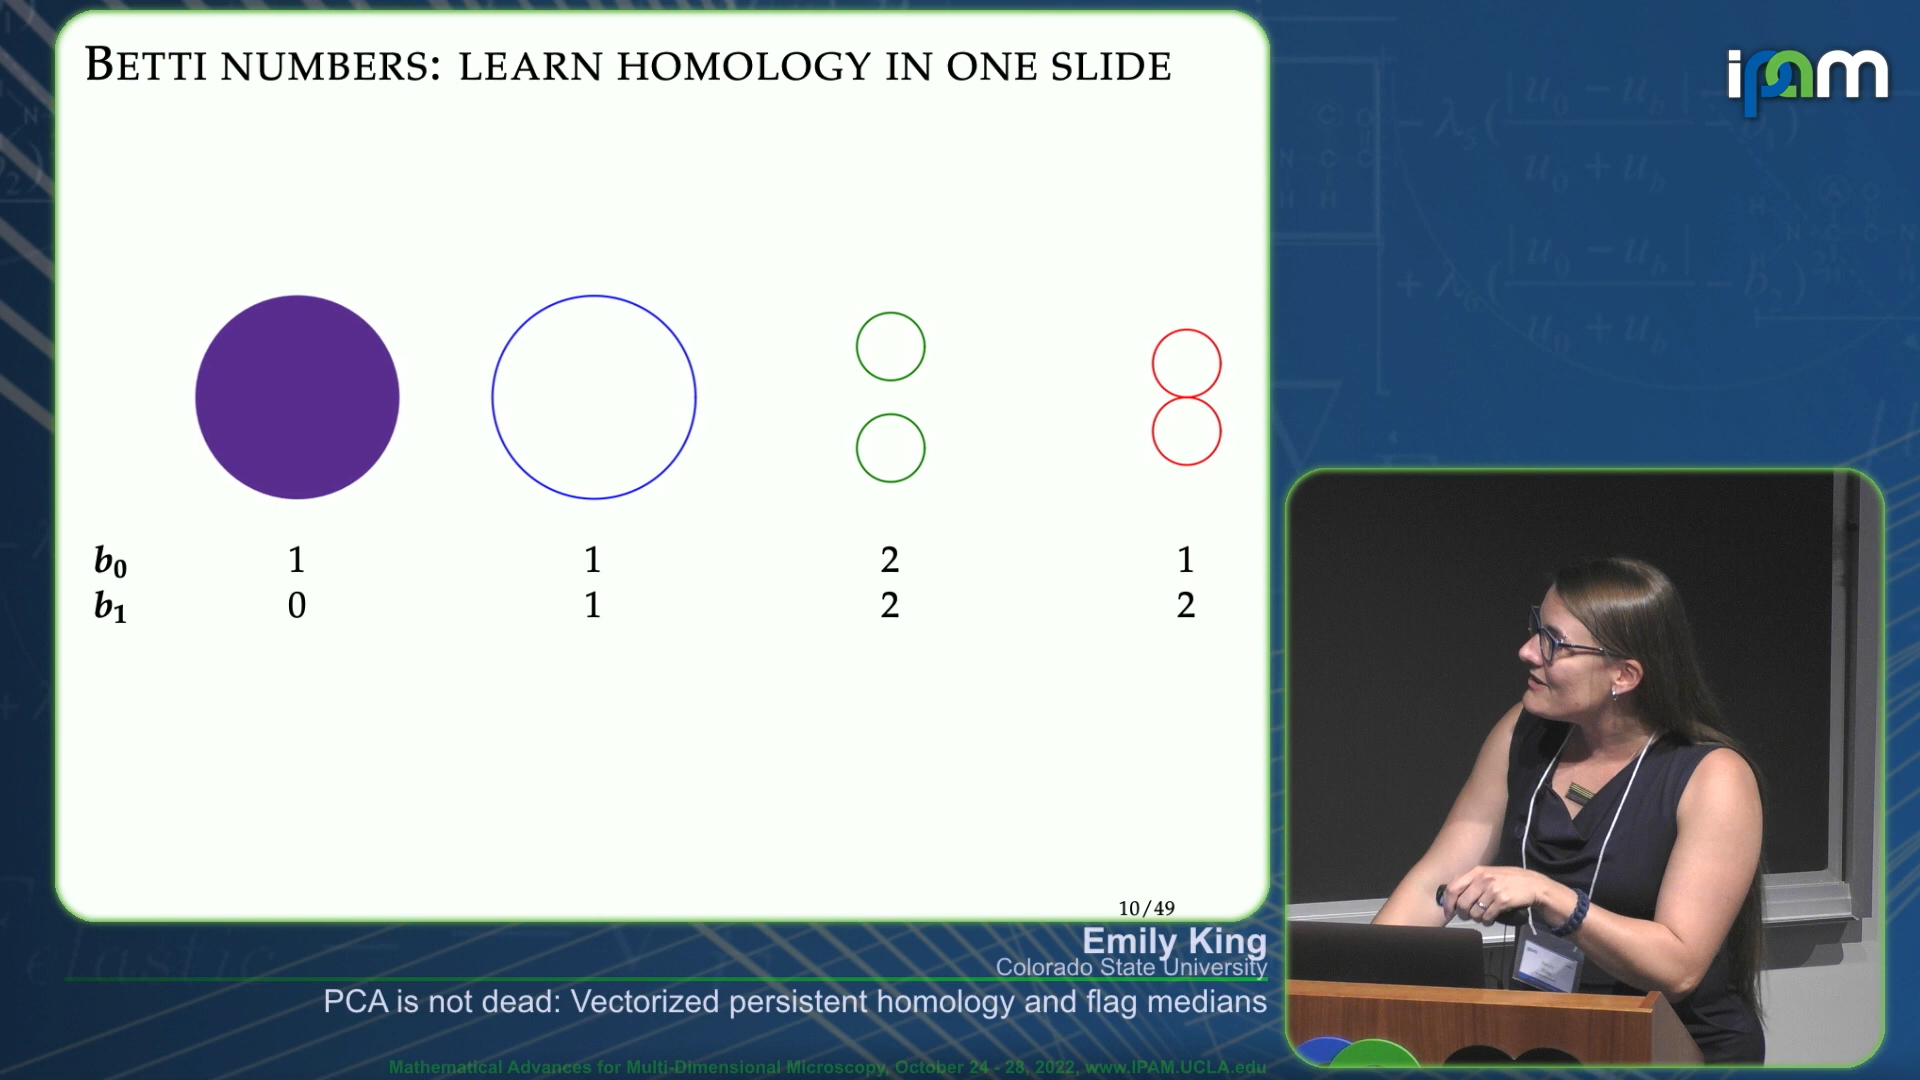 BETTI NUMBERS: LEARN HOMOLOGY IN ONE SLIDE
b0 1 1 2 1
b1 0 1 2 2
10/49
ipam
Emily King
Colorado State University
PCA is not dead: Vectorized persistent homology and flag medians
Mathematical Advances for Multi-Dimensional Microscopy, October 24 - 28, 2022, www.IPAM.UCLA.edu